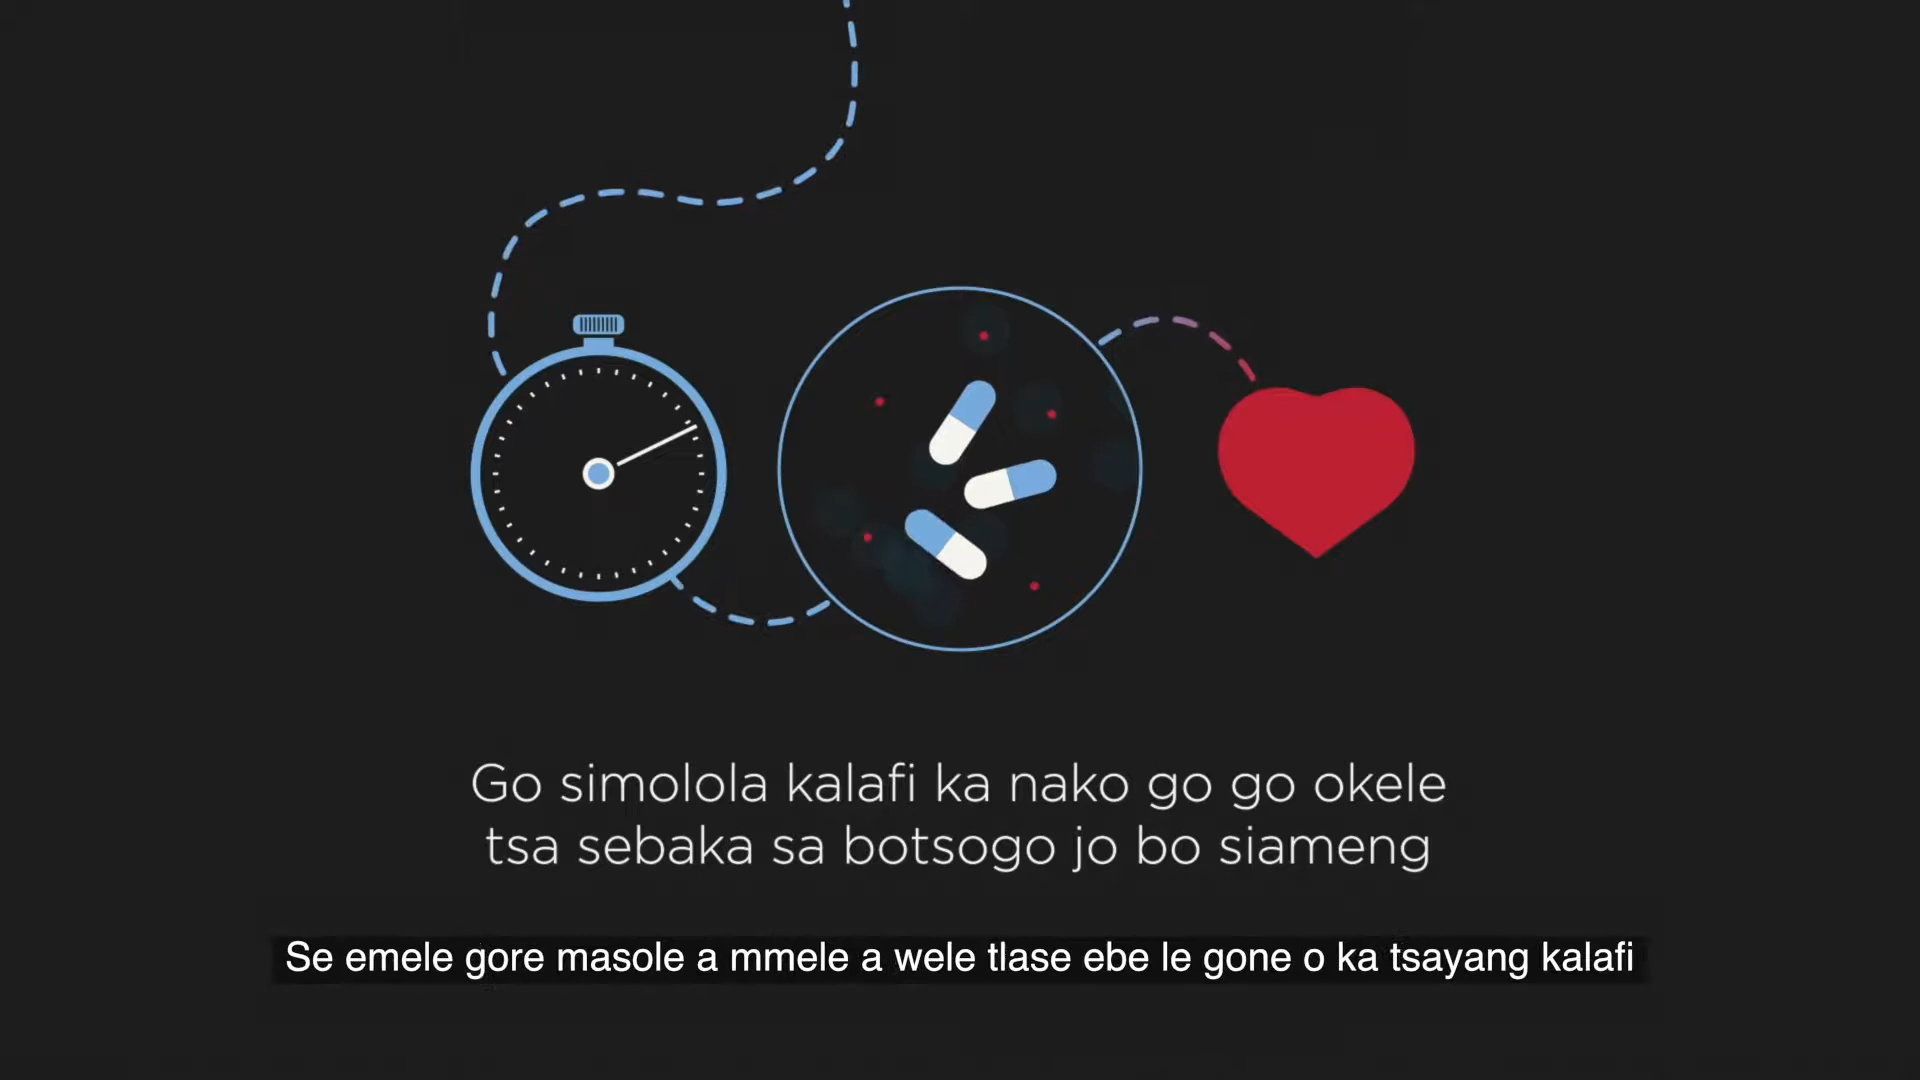 Go simolola kalafi ka nako go go okele
tsa sebaka sa botsogo jo bo siameng
Se emele gore masole a mmele a wele tlase ebe le gone o ka tsayang kalafi